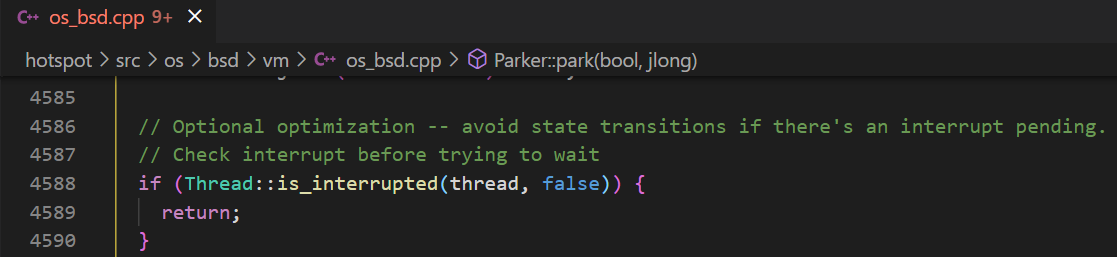 os_bsd.cpp 9+
hotspot > src > os > bsd > vm > os_bsd.cpp > Parker::park(bool, jlong)
4585
4586 // Optional optimization -- avoid state transitions if there's an interrupt pending.
4587 // Check interrupt before trying to wait
4588 if (Thread::is_interrupted(thread, false)) {
4589 return;
4590 }